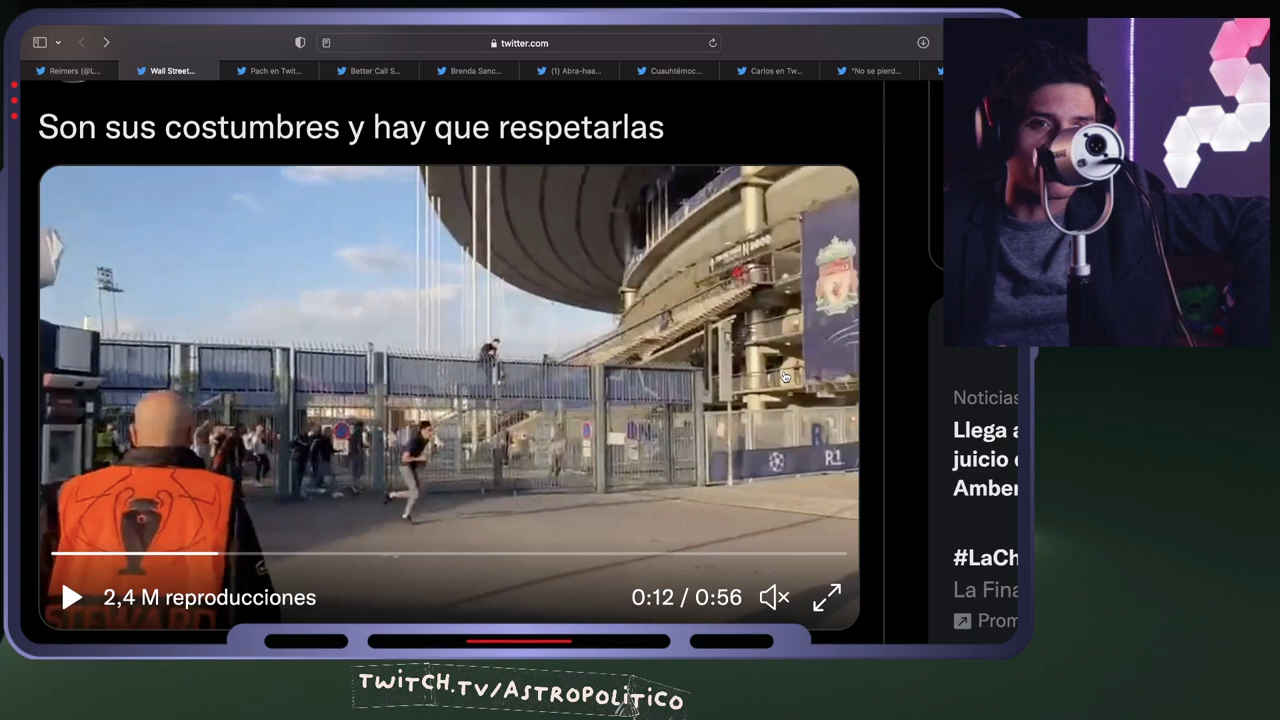 twitter.com
Reimers (@L...
Wall Street...
Pach en Twit...
Better Call S...
Brenda Sanc...
(1) Abra-haa...
Cuauhtémoc...
Carlos en Tw...
"No se pierd...
Son sus costumbres y hay que respetarlas
R1
STEWARD
2,4 M reproducciones
0:12 / 0:56
Noticias
Llega a
juicio
Amber
#LaCh
La Fina
Prom
TWITCH.TV/ASTROPOLITICO